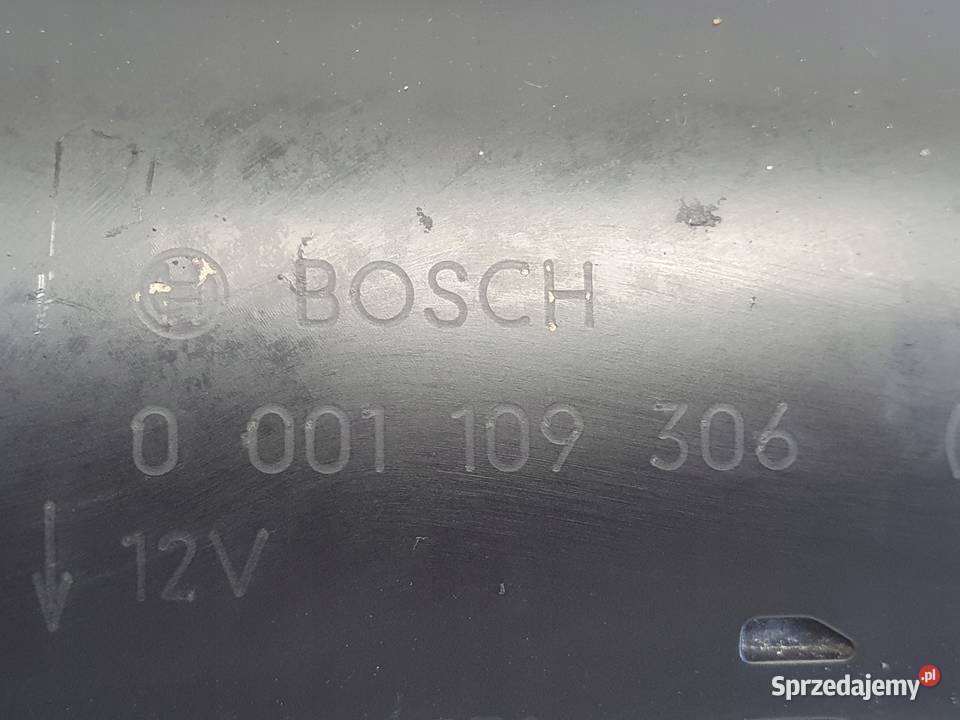 BOSCH
0 001 109 306
12V
Sprzedajemy.pl